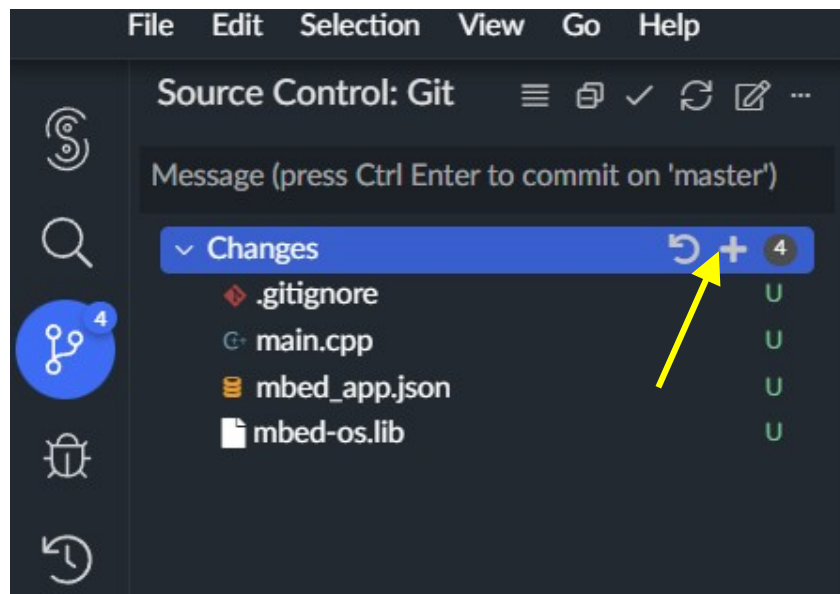 File Edit Selection View Go Help
Source Control: Git
Message (press Ctrl Enter to commit on 'master')
Changes 4
.gitignore U
4
main.cpp U
mbed_app.json U
mbed-os.lib U